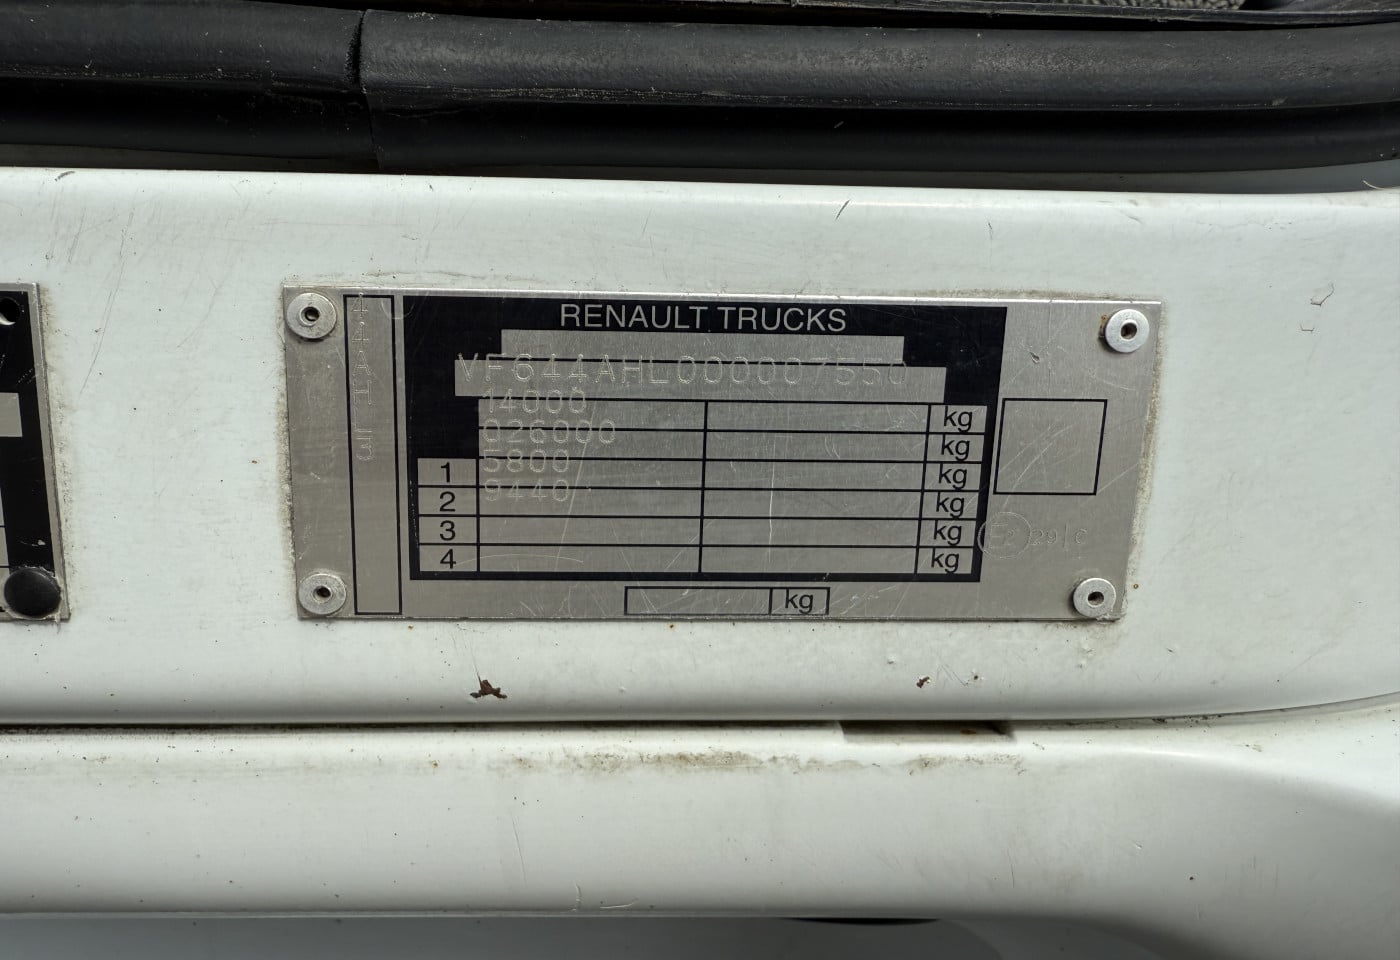 RENAULT TRUCKS
VF644AHL000007550
14000 kg
026000 kg
1 5800 kg
2 9440 kg
3 kg
4 kg
kg